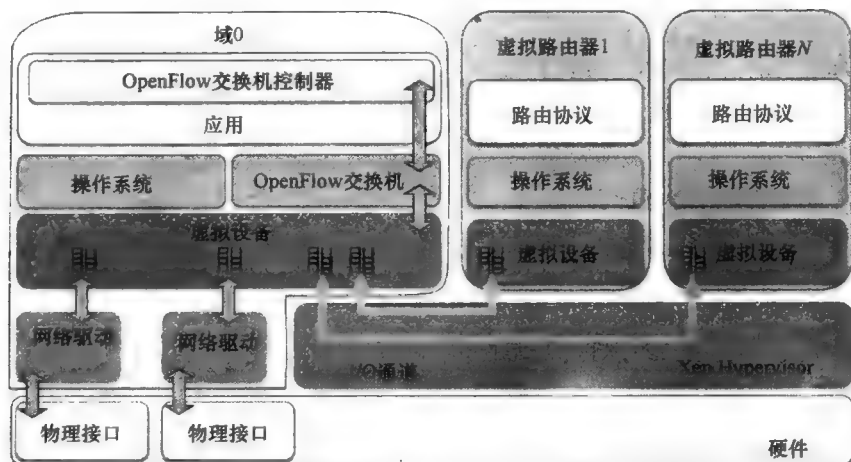 域0
OpenFlow交换机控制器
应用
操作系统
OpenFlow交换机
虚拟设备
网络驱动
网络驱动
物理接口
物理接口
虚拟路由器1
路由协议
操作系统
虚拟设备
虚拟路由器N
路由协议
操作系统
虚拟设备
I/O通道
Xen Hypervisor
硬件